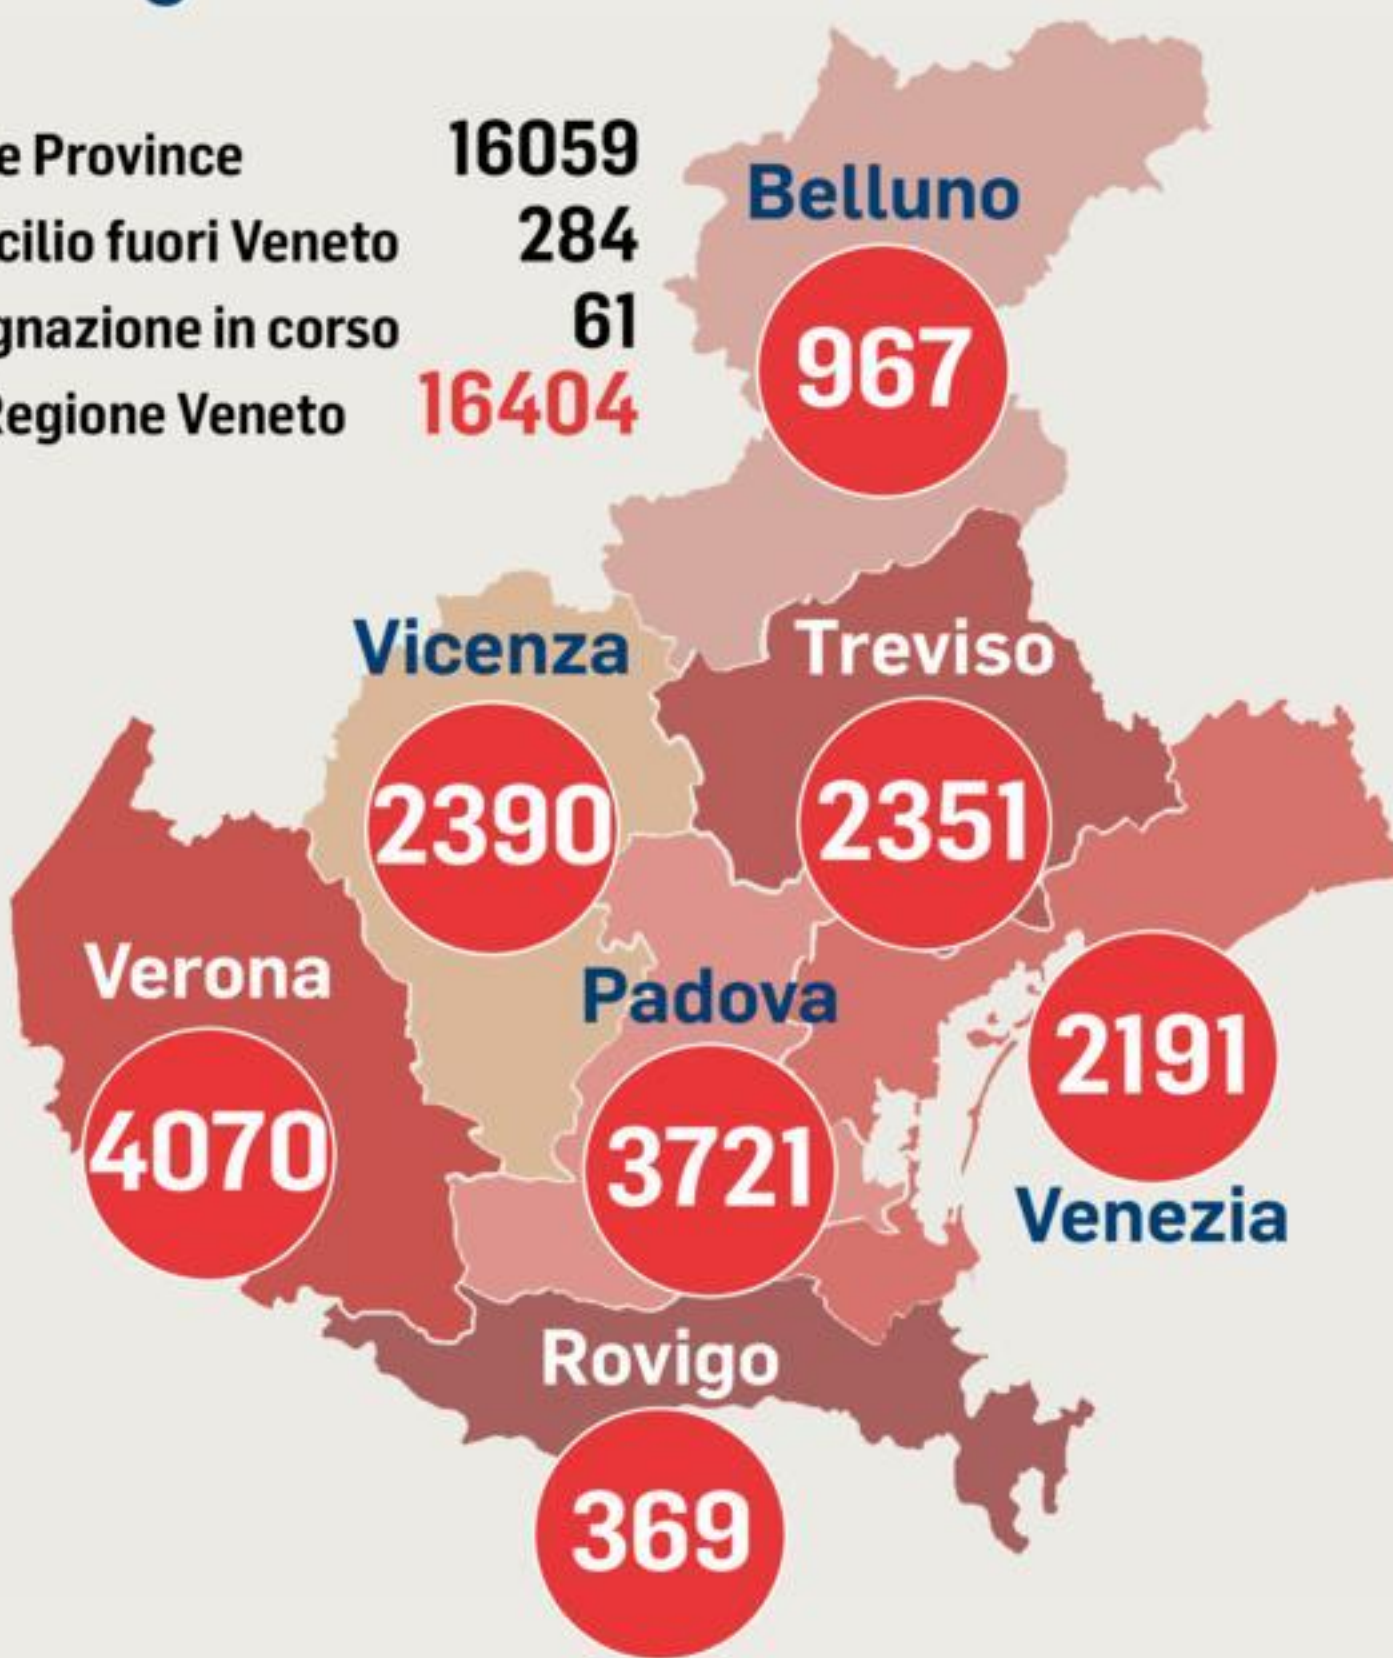 e Province 16059
cilio fuori Veneto 284
gnazione in corso 61
Regione Veneto 16404
Belluno
967
Vicenza
2390
Treviso
2351
Verona
4070
Padova
3721
2191
Venezia
Rovigo
369